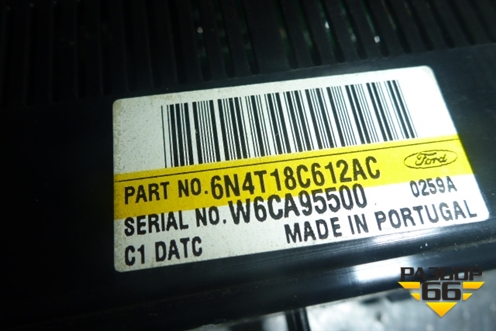 PART NO. 6N4T18C612AC
Ford
SERIAL NO. W6CA95500
0259A
C1 DATC
MADE IN PORTUGAL
РАЗБОР
66